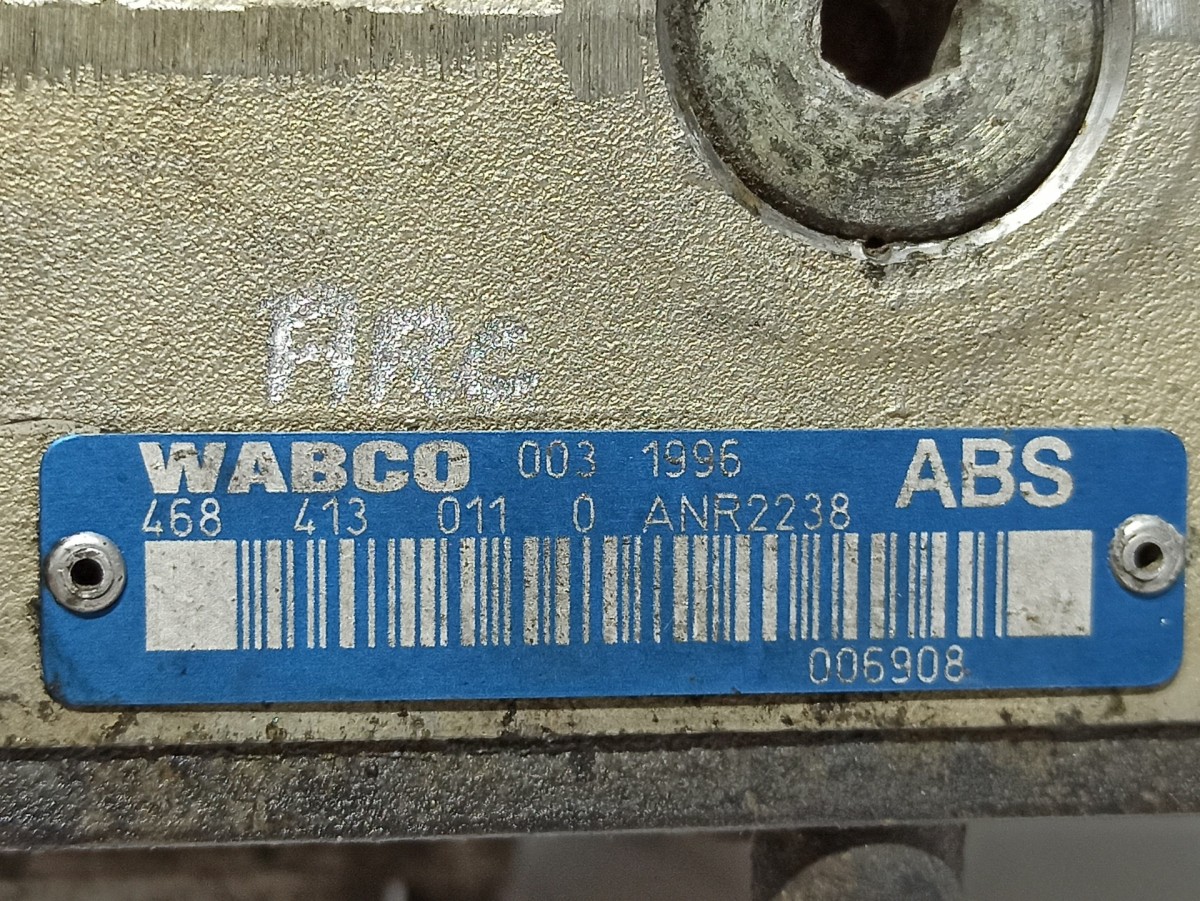 ARC
WABCO 003 1996 ABS
468 413 011 0 ANR2238
006908